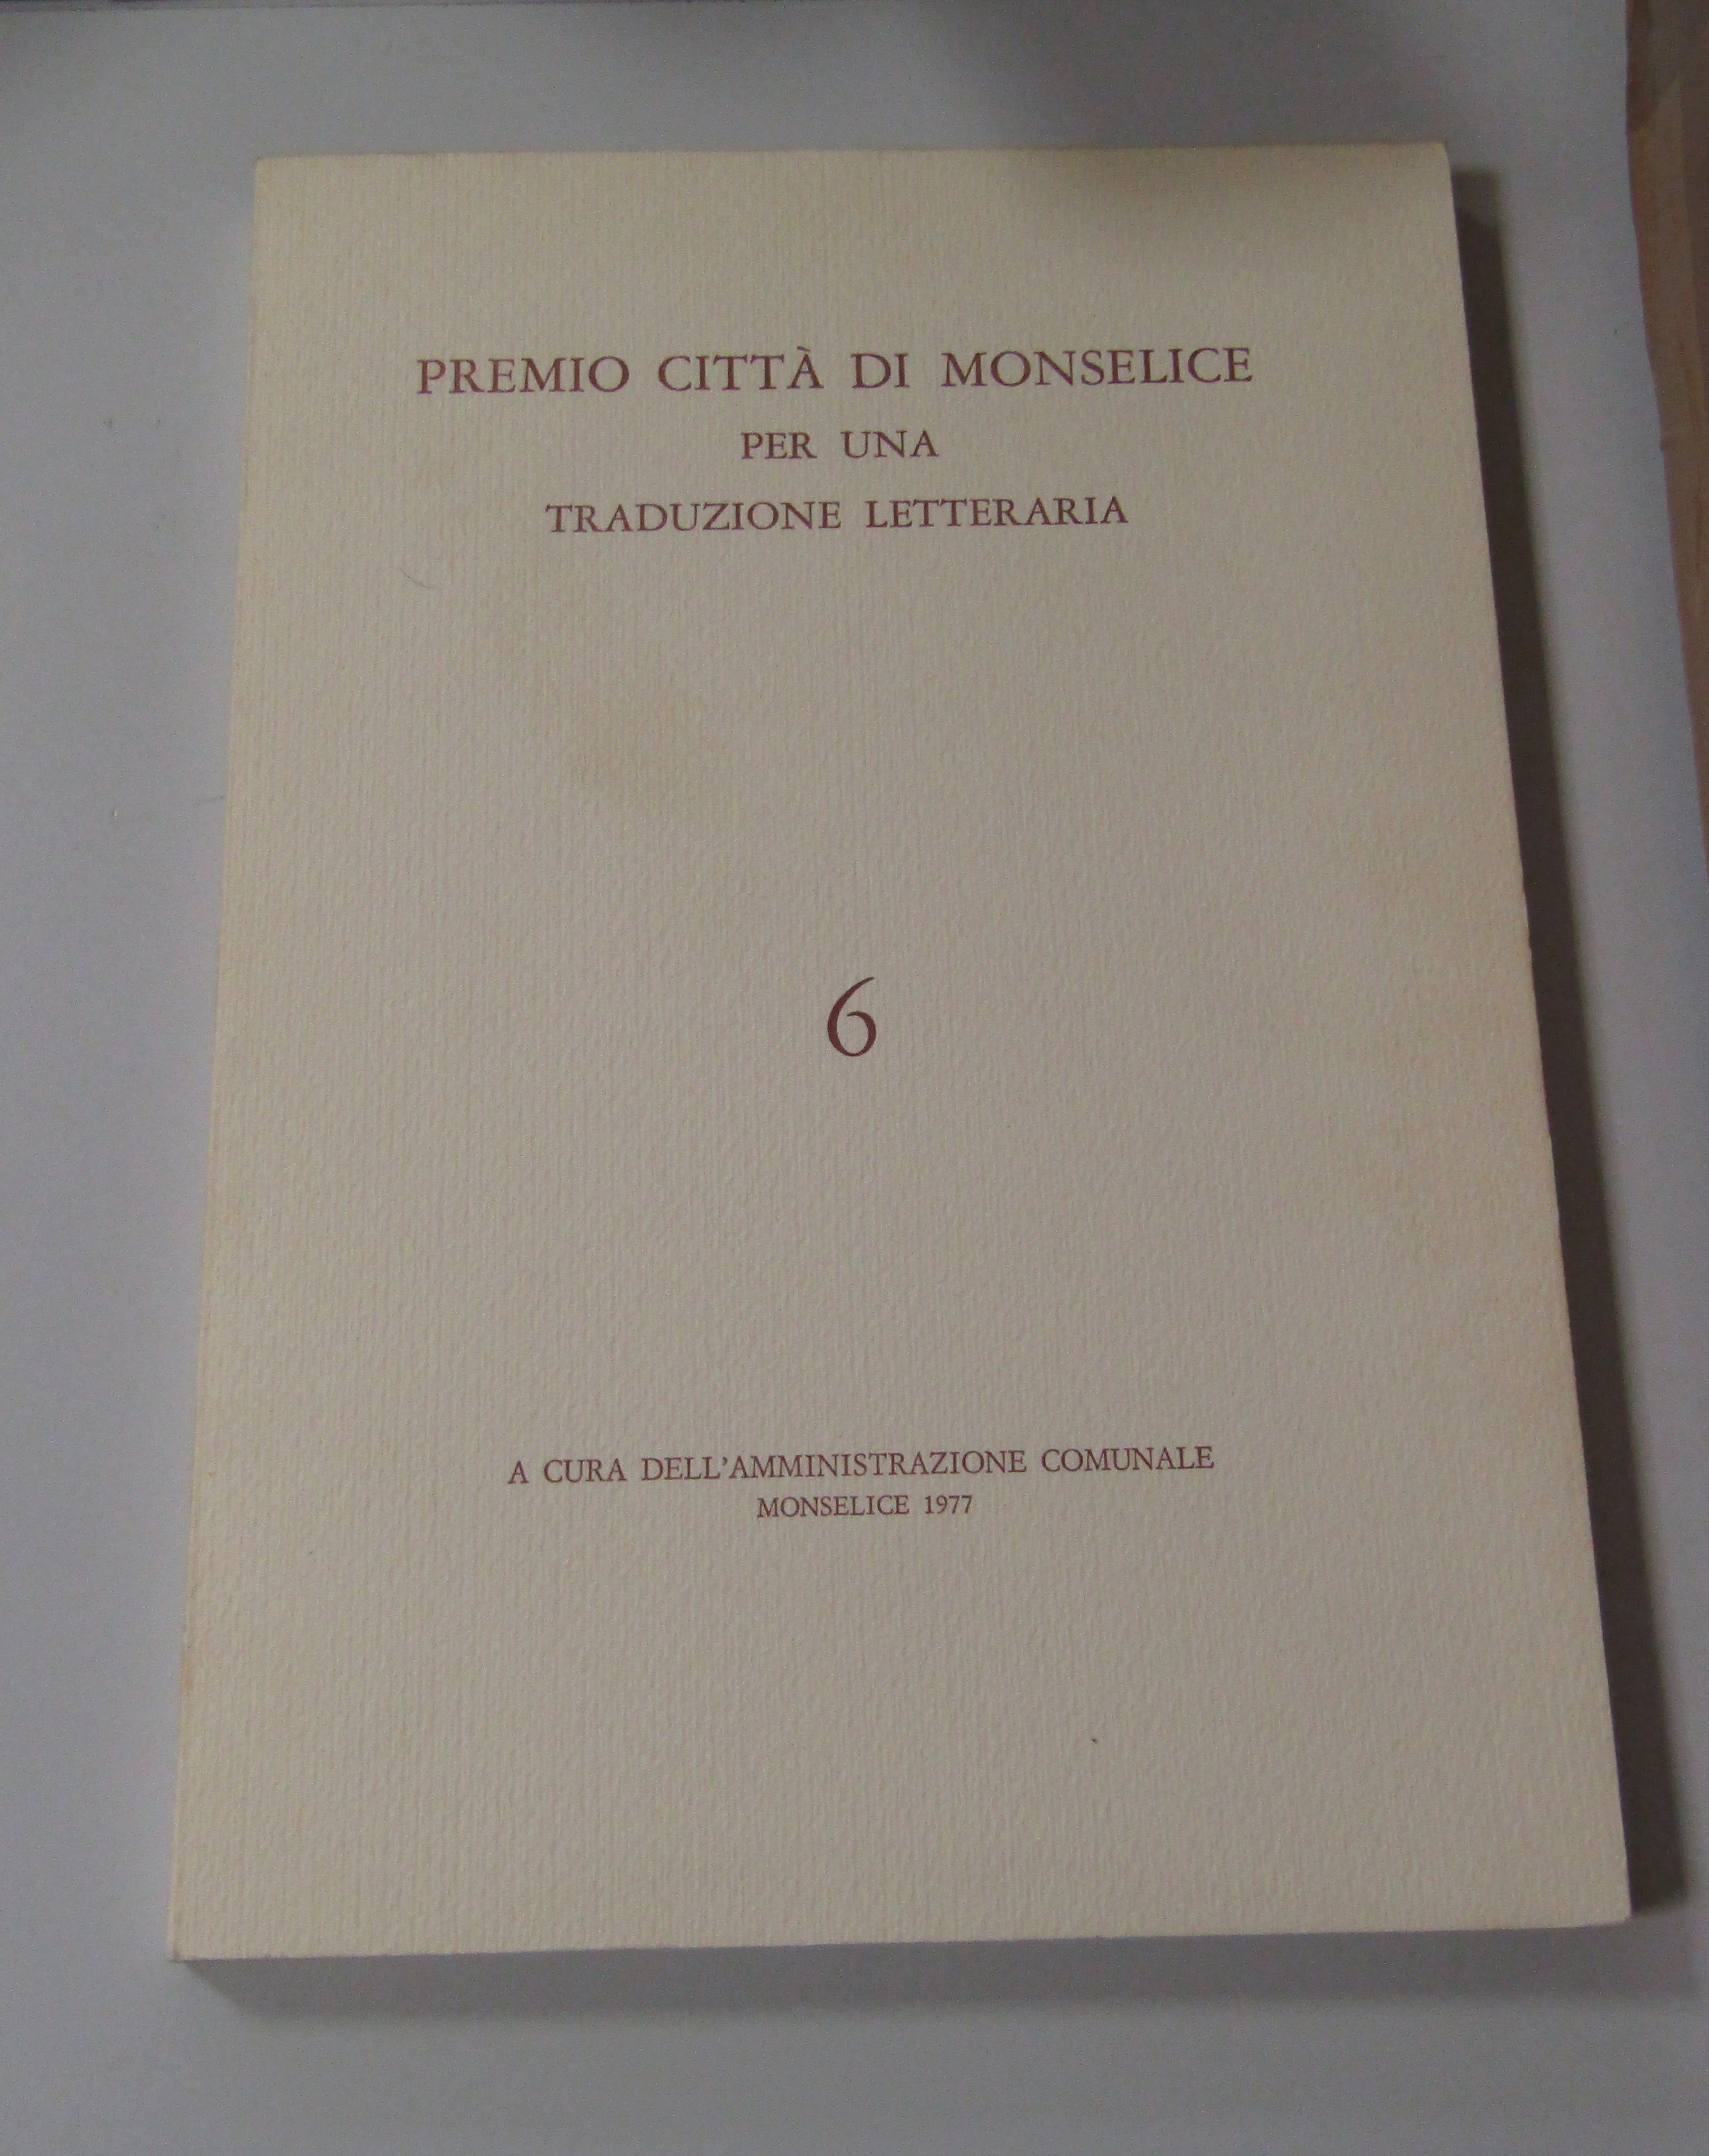 PREMIO CITTÀ DI MONSELICE
PER UNA
TRADUZIONE LETTERARIA
6
A CURA DELL'AMMINISTRAZIONE COMUNALE
MONSELICE 1977